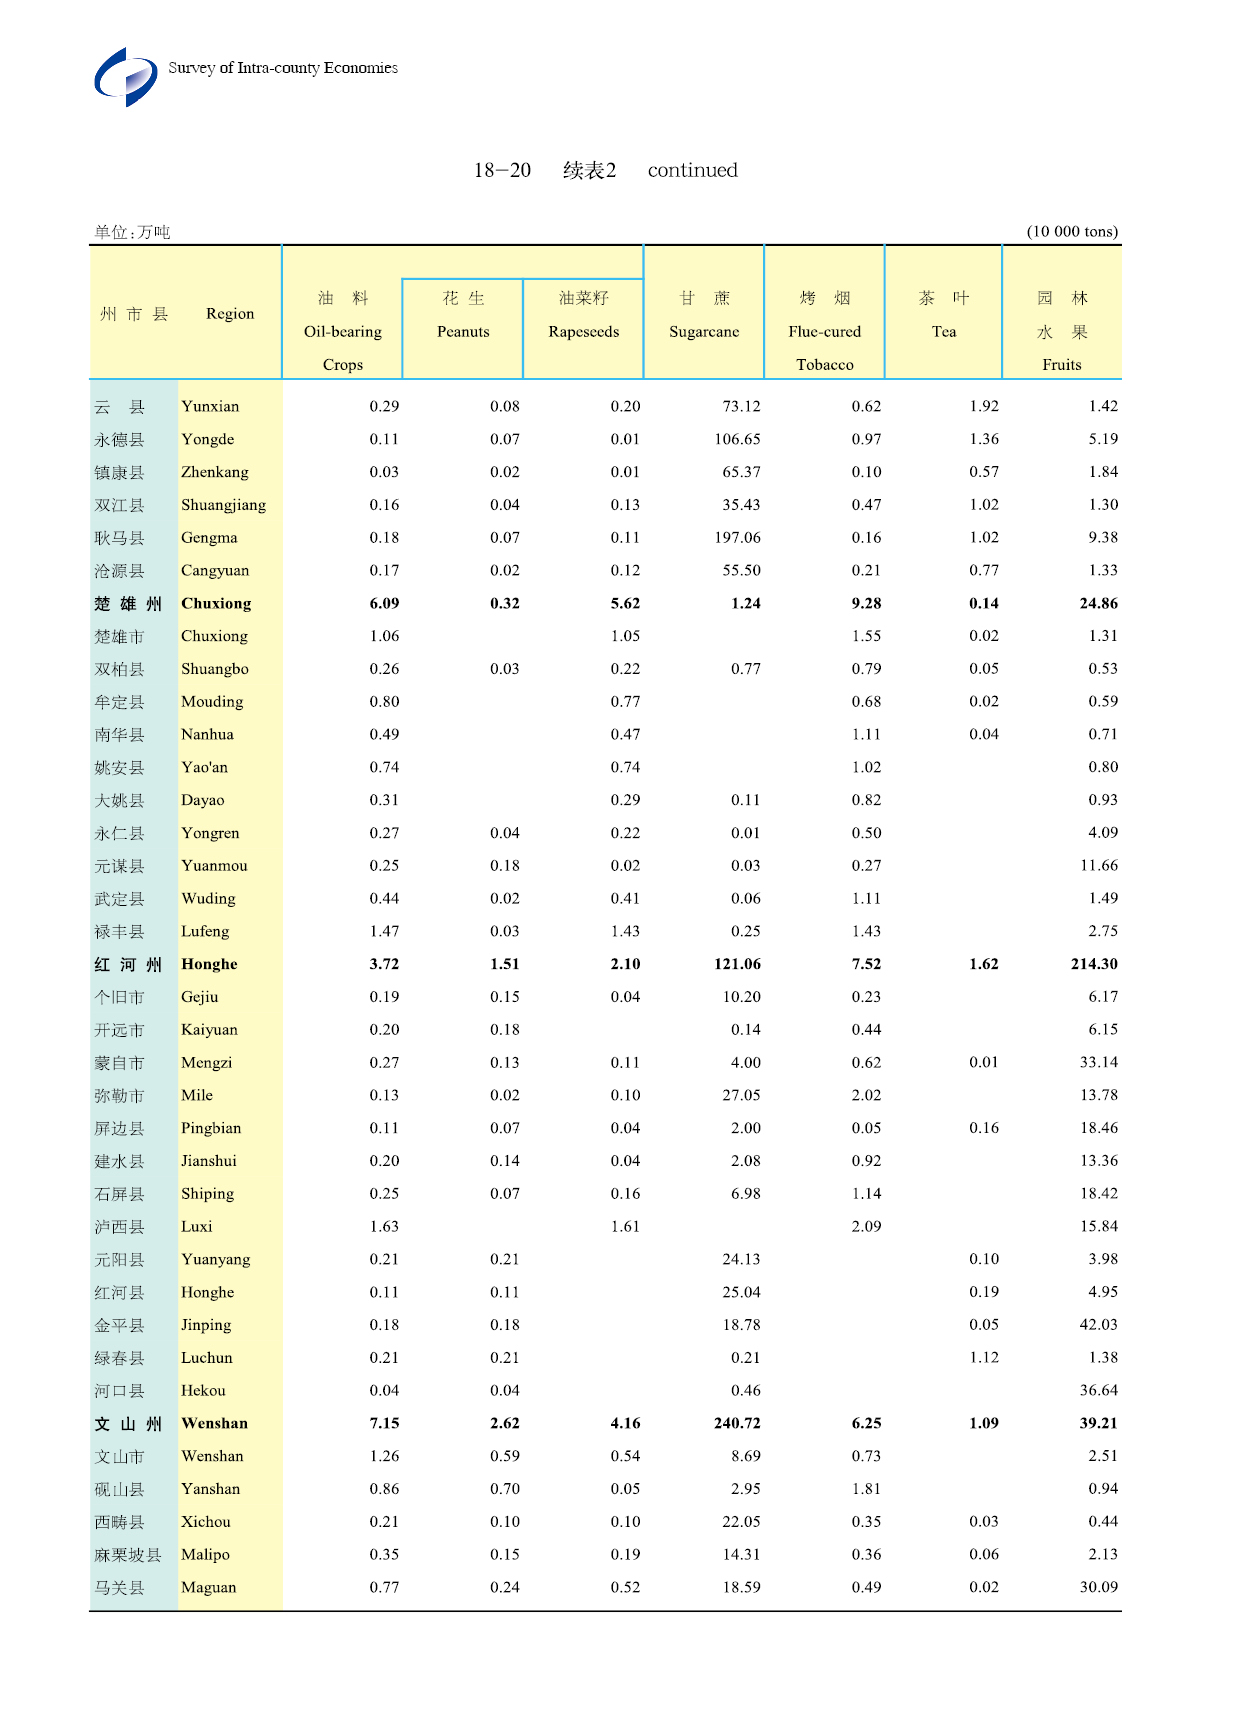 Survey of Intra-county Economies
18-20 续表2 continued
单位:万吨 (10 000 tons)
州 市 县 Region 油 料 花 生 油菜籽 甘 蔗 烤 烟 茶 叶 园 林
Oil-bearing Peanuts Rapeseeds Sugarcane Flue-cured Tea 水 果
Crops Tobacco Fruits
云 县 Yunxian 0.29 0.08 0.20 73.12 0.62 1.92 1.42
永德县 Yongde 0.11 0.07 0.01 106.65 0.97 1.36 5.19
镇康县 Zhenkang 0.03 0.02 0.01 65.37 0.10 0.57 1.84
双江县 Shuangjiang 0.16 0.04 0.13 35.43 0.47 1.02 1.30
耿马县 Gengma 0.18 0.07 0.11 197.06 0.16 1.02 9.38
沧源县 Cangyuan 0.17 0.02 0.12 55.50 0.21 0.77 1.33
楚 雄 州 Chuxiong 6.09 0.32 5.62 1.24 9.28 0.14 24.86
楚雄市 Chuxiong 1.06 1.05 1.55 0.02 1.31
双柏县 Shuangbo 0.26 0.03 0.22 0.77 0.79 0.05 0.53
牟定县 Mouding 0.80 0.77 0.68 0.02 0.59
南华县 Nanhua 0.49 0.47 1.11 0.04 0.71
姚安县 Yao'an 0.74 0.74 1.02 0.80
大姚县 Dayao 0.31 0.29 0.11 0.82 0.93
永仁县 Yongren 0.27 0.04 0.22 0.01 0.50 4.09
元谋县 Yuanmou 0.25 0.18 0.02 0.03 0.27 11.66
武定县 Wuding 0.44 0.02 0.41 0.06 1.11 1.49
禄丰县 Lufeng 1.47 0.03 1.43 0.25 1.43 2.75
红 河 州 Honghe 3.72 1.51 2.10 121.06 7.52 1.62 214.30
个旧市 Gejiu 0.19 0.15 0.04 10.20 0.23 6.17
开远市 Kaiyuan 0.20 0.18 0.14 0.44 6.15
蒙自市 Mengzi 0.27 0.13 0.11 4.00 0.62 0.01 33.14
弥勒市 Mile 0.13 0.02 0.10 27.05 2.02 13.78
屏边县 Pingbian 0.11 0.07 0.04 2.00 0.05 0.16 18.46
建水县 Jianshui 0.20 0.14 0.04 2.08 0.92 13.36
石屏县 Shiping 0.25 0.07 0.16 6.98 1.14 18.42
泸西县 Luxi 1.63 1.61 2.09 15.84
元阳县 Yuanyang 0.21 0.21 24.13 0.10 3.98
红河县 Honghe 0.11 0.11 25.04 0.19 4.95
金平县 Jinping 0.18 0.18 18.78 0.05 42.03
绿春县 Luchun 0.21 0.21 0.21 1.12 1.38
河口县 Hekou 0.04 0.04 0.46 36.64
文 山 州 Wenshan 7.15 2.62 4.16 240.72 6.25 1.09 39.21
文山市 Wenshan 1.26 0.59 0.54 8.69 0.73 2.51
砚山县 Yanshan 0.86 0.70 0.05 2.95 1.81 0.94
西畴县 Xichou 0.21 0.10 0.10 22.05 0.35 0.03 0.44
麻栗坡县 Malipo 0.35 0.15 0.19 14.31 0.36 0.06 2.13
马关县 Maguan 0.77 0.24 0.52 18.59 0.49 0.02 30.09